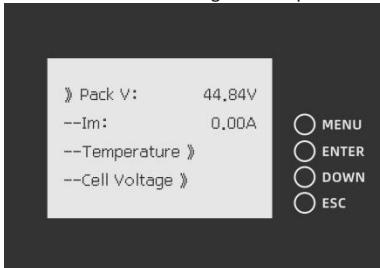 》Pack V: 44.84V
--Im: 0.00A
--Temperature 》
--Cell Voltage 》
MENU
ENTER
DOWN
ESC